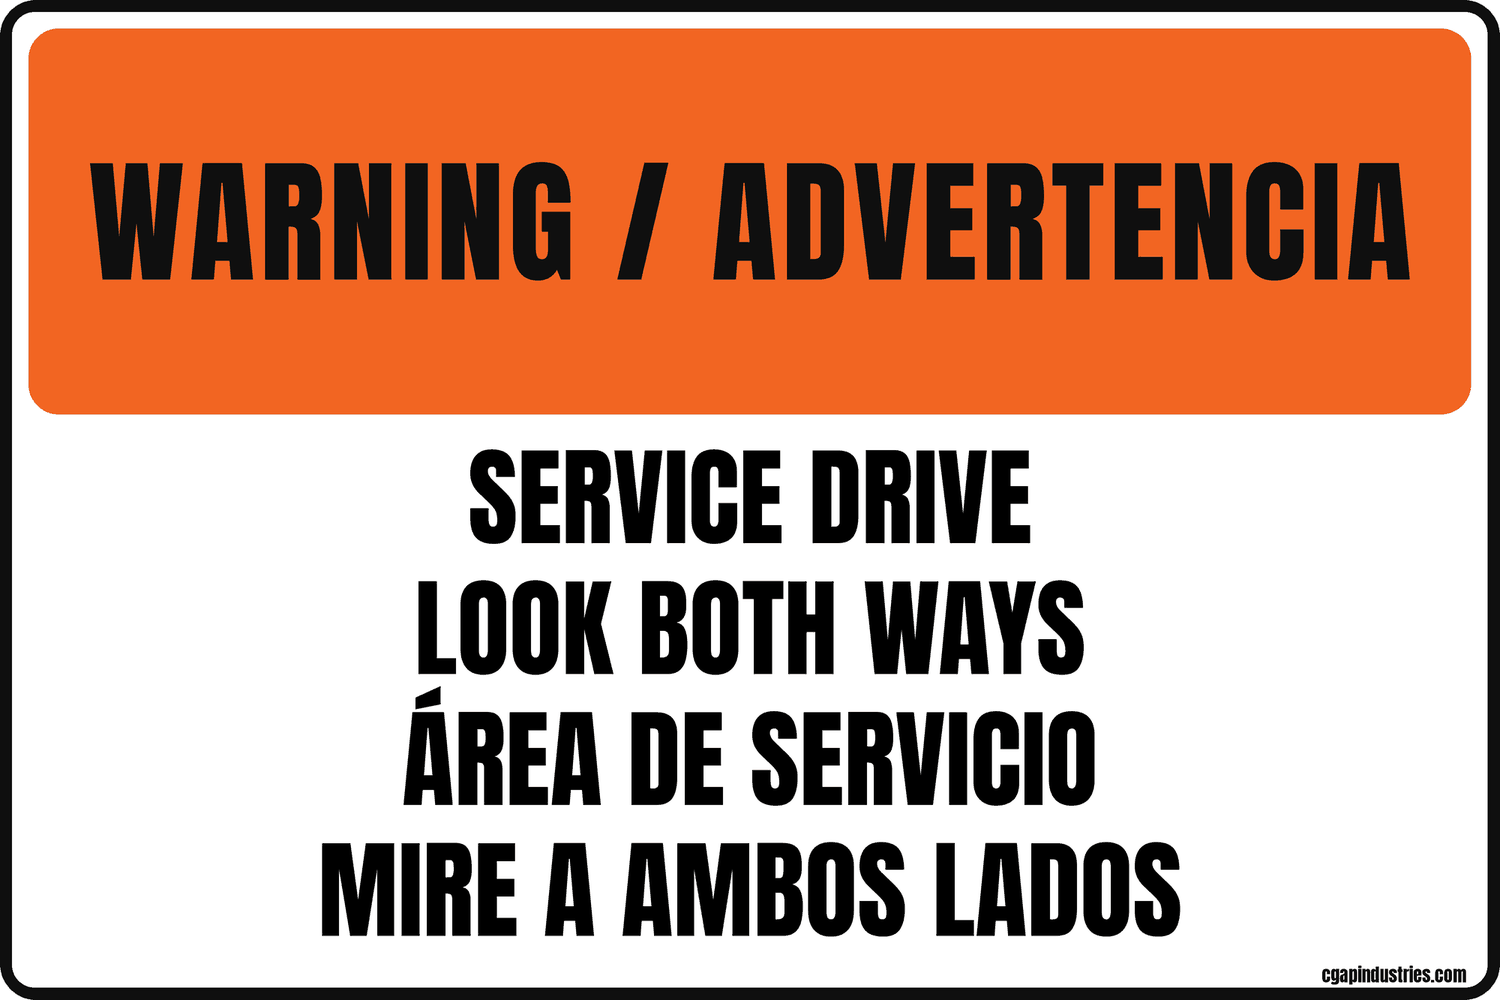 WARNING / ADVERTENCIA
SERVICE DRIVE
LOOK BOTH WAYS
ÁREA DE SERVICIO
MIRE A AMBOS LADOS
cgapindustries.com